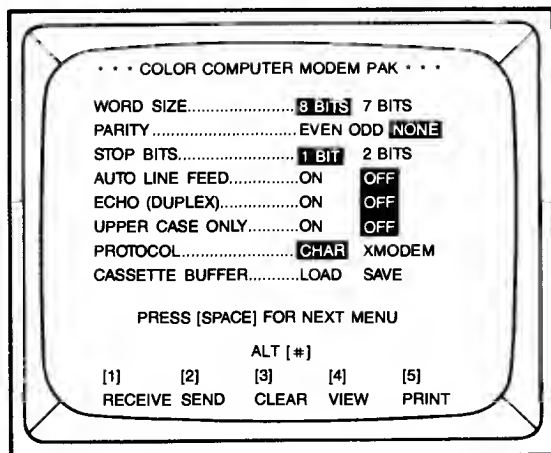 • • • COLOR COMPUTER MODEM PAK • • •
WORD SIZE......................8 BITS 7 BITS
PARITY..........................EVEN ODD NONE
STOP BITS.....................1 BIT 2 BITS
AUTO LINE FEED............ON OFF
ECHO (DUPLEX).............ON OFF
UPPER CASE ONLY........ON OFF
PROTOCOL....................CHAR XMODEM
CASSETTE BUFFER.........LOAD SAVE
PRESS [SPACE] FOR NEXT MENU
ALT [#]
[1] [2] [3] [4] [5]
RECEIVE SEND CLEAR VIEW PRINT